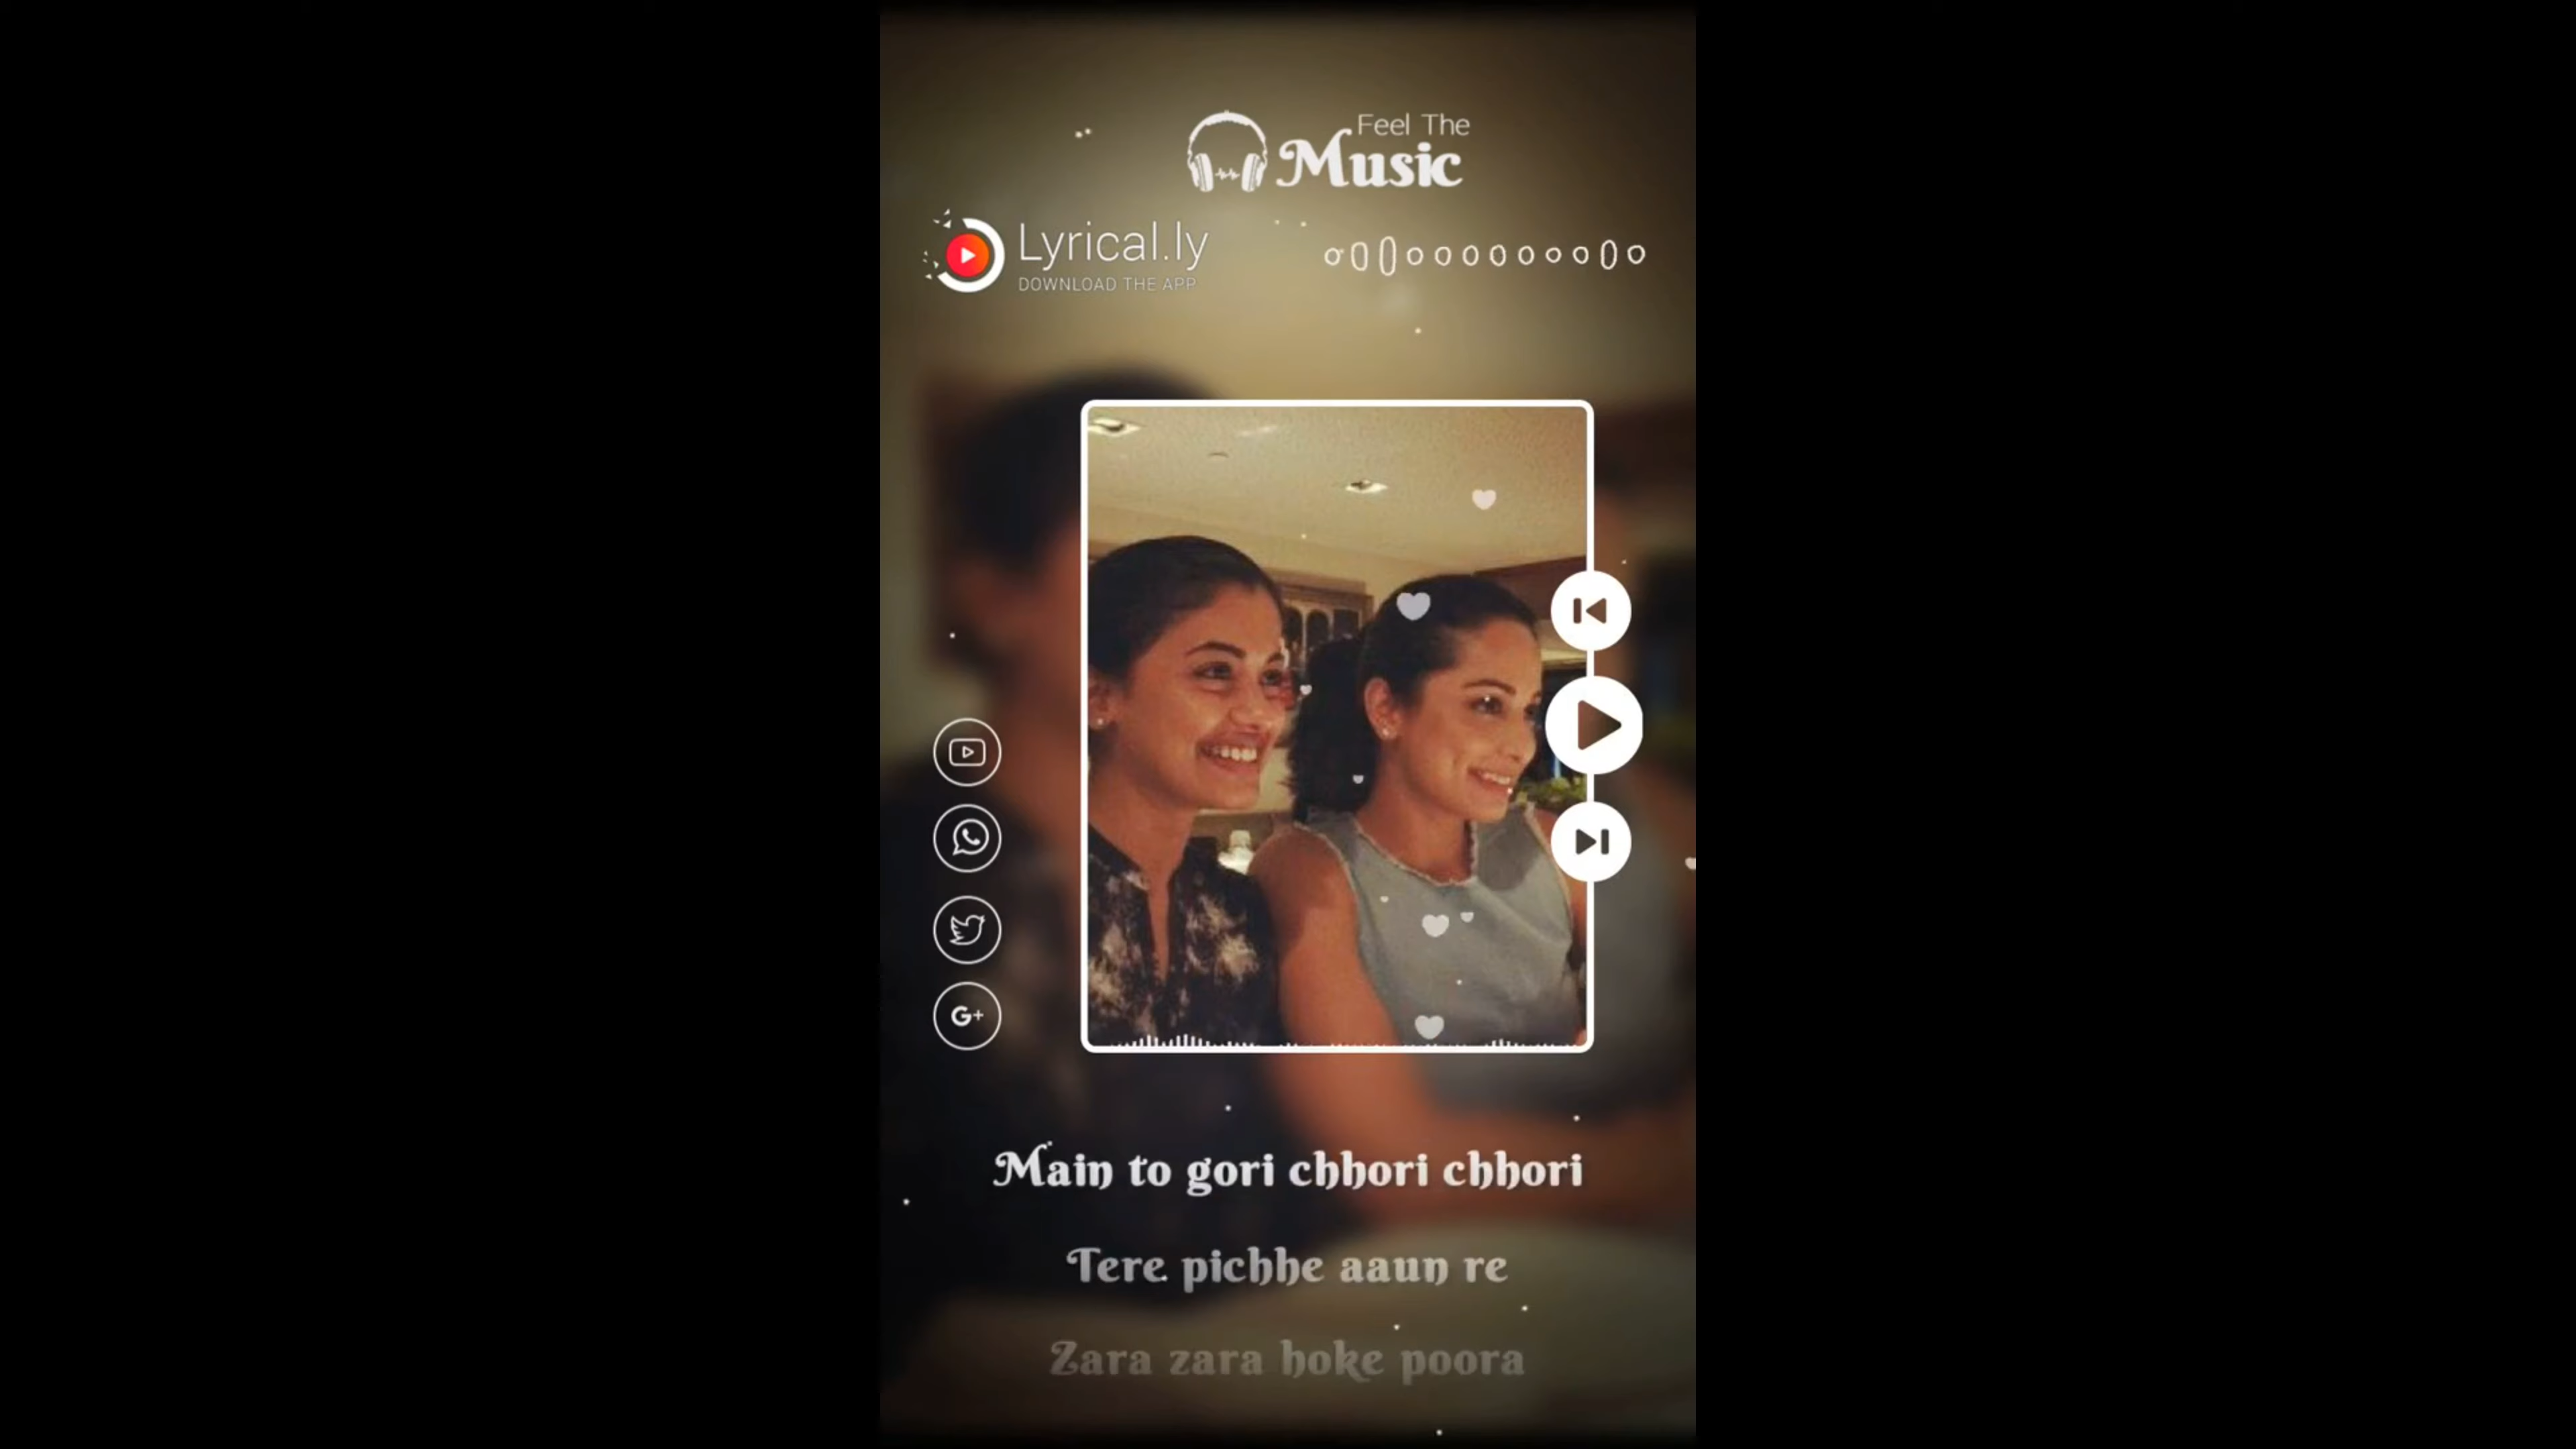 Feel The
Music
Lyrical.ly
DOWNLOAD THE APP
G+
Main to gori chhori chhori
Tere pichhe aaun re
Zara zara hoke poora